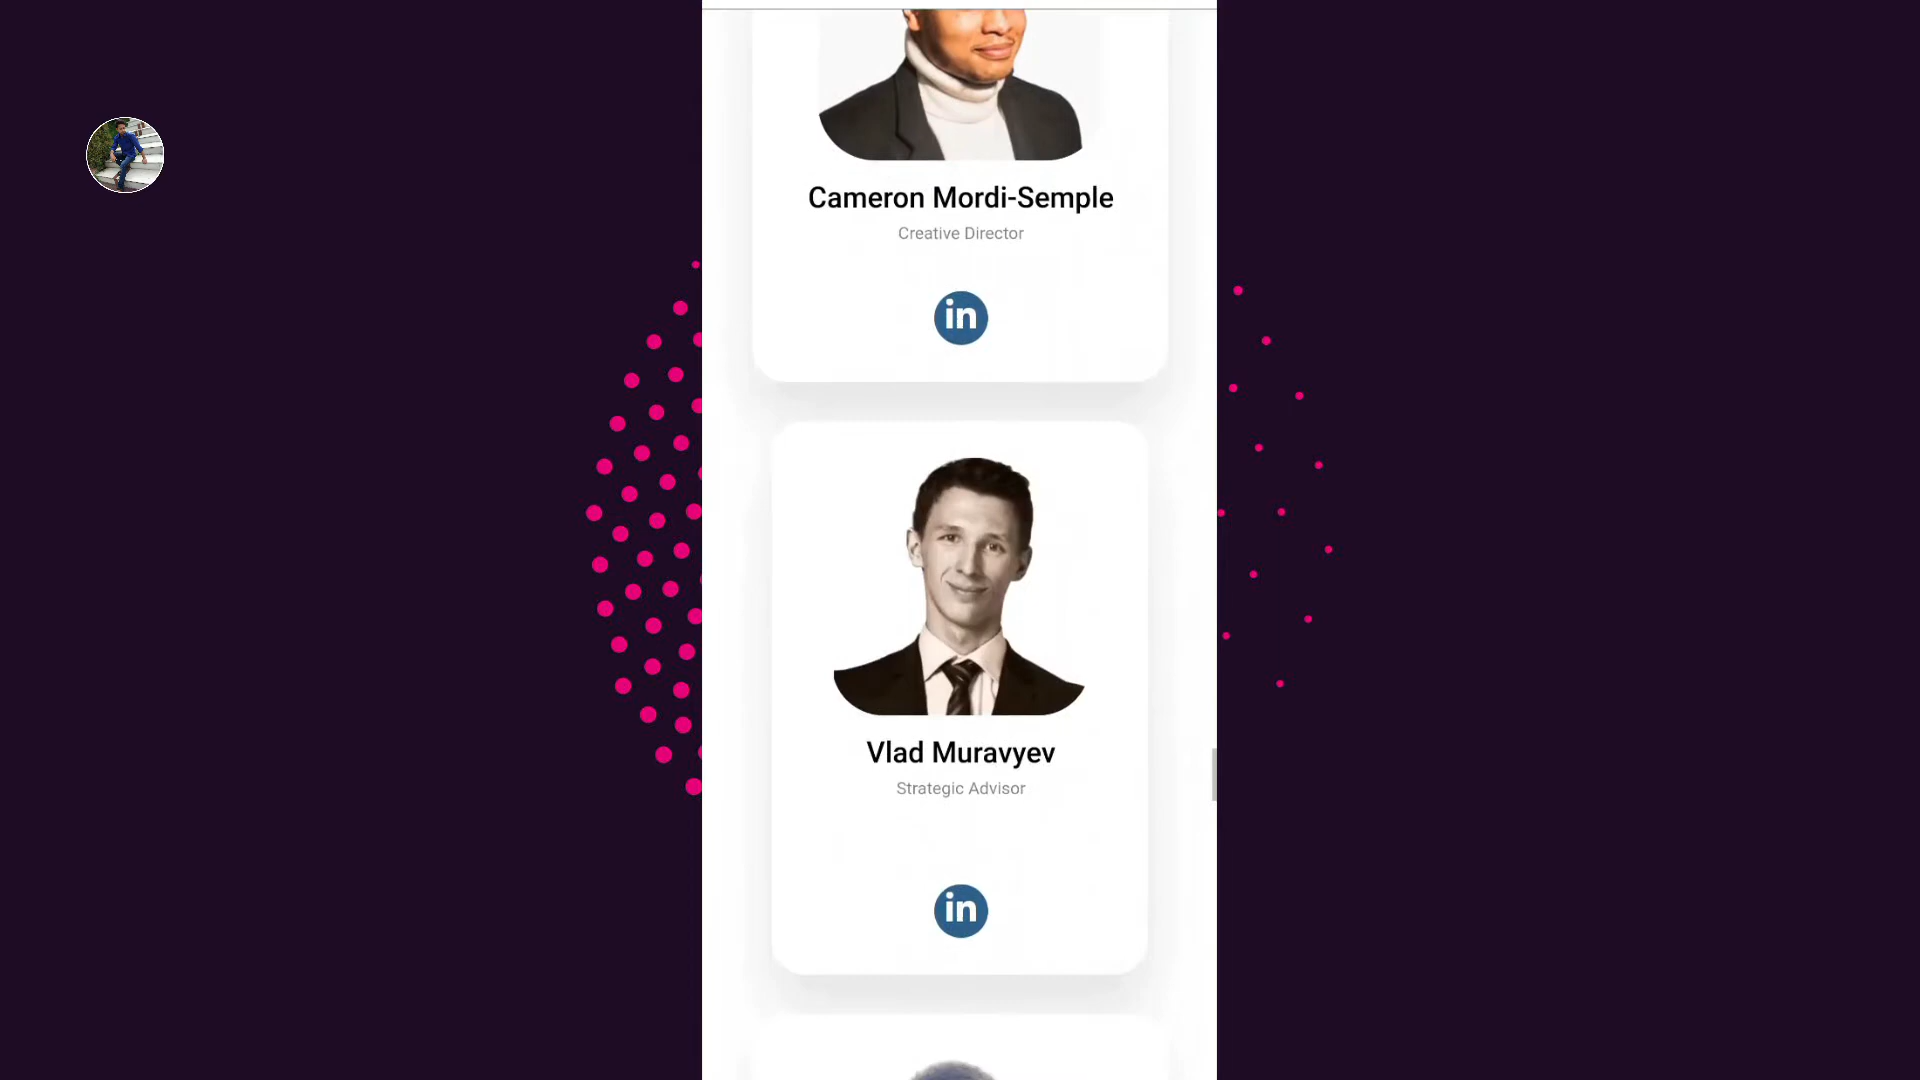 Cameron Mordi-Semple
Creative Director
in
Vlad Muravyev
Strategic Advisor
in